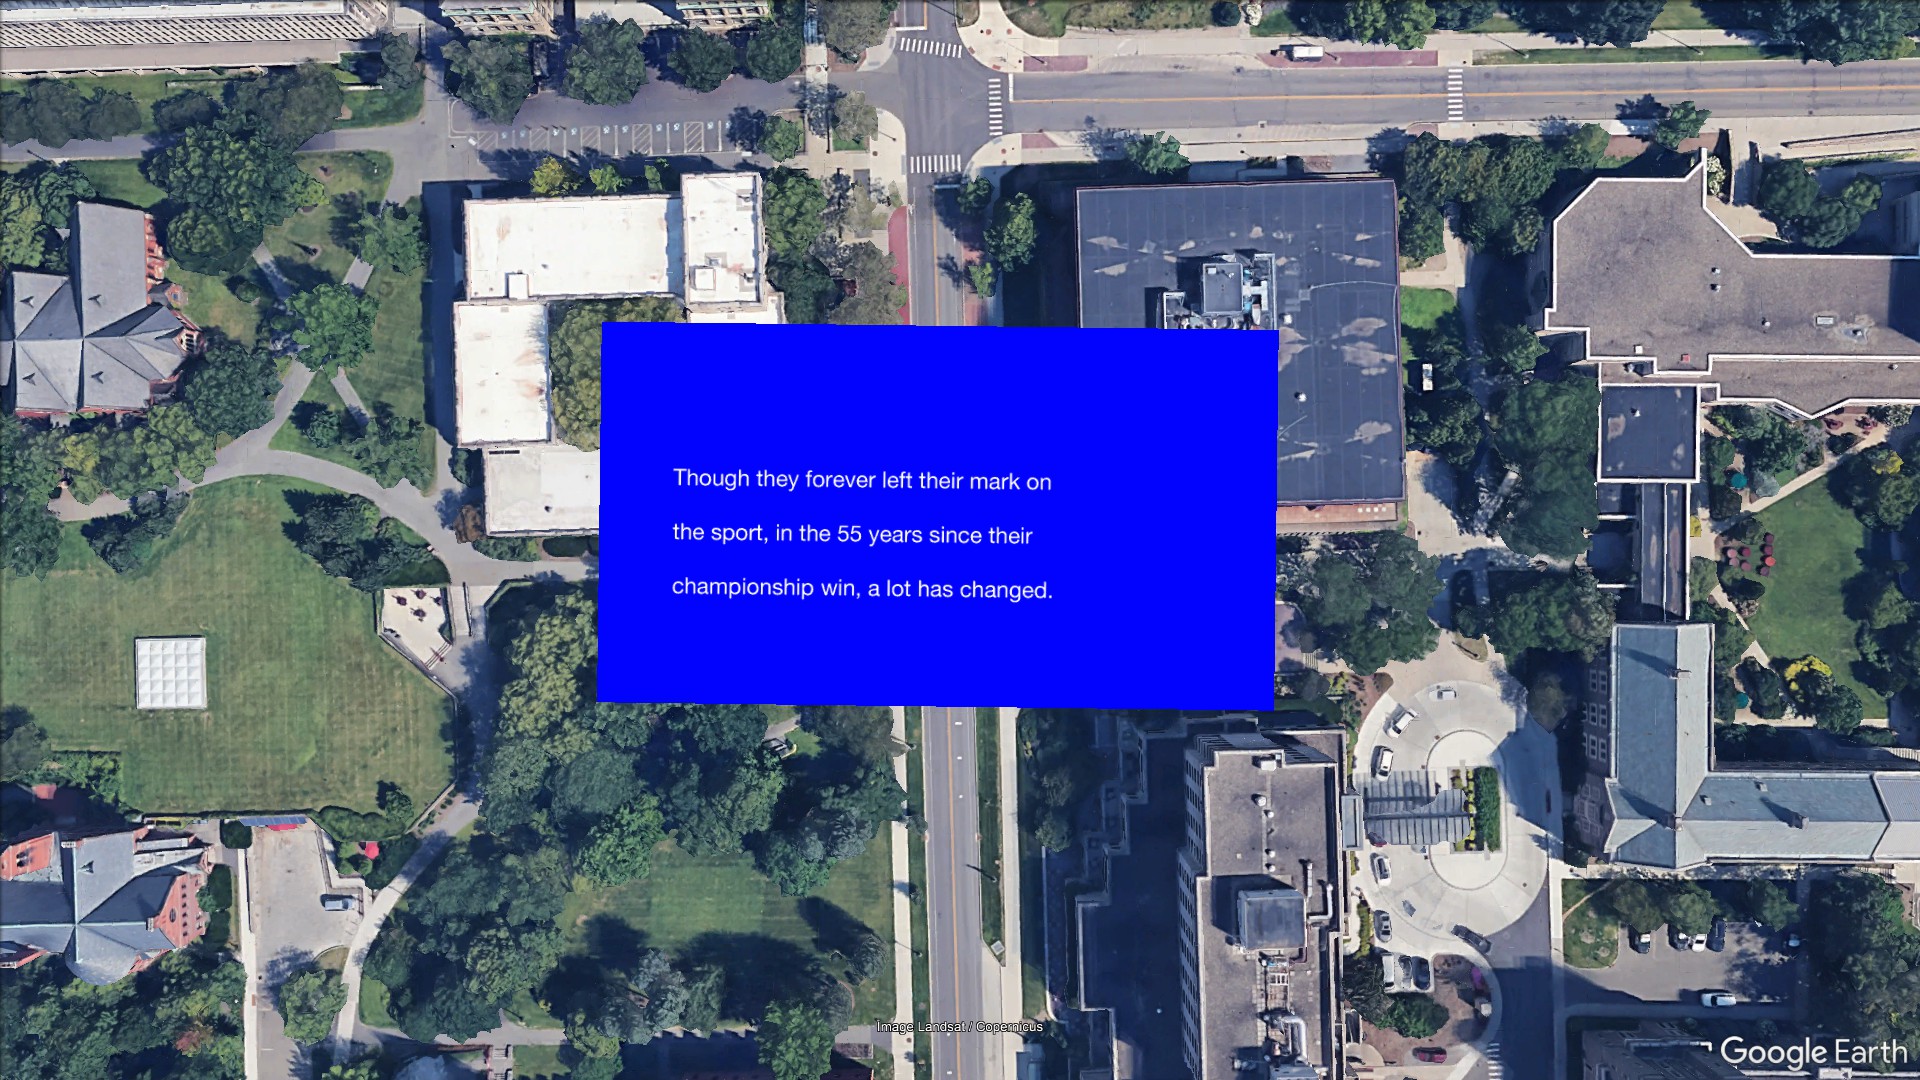 Though they forever left their mark on
the sport, in the 55 years since their
championship win, a lot has changed.
Image Landsat / Copernicus
Google Earth